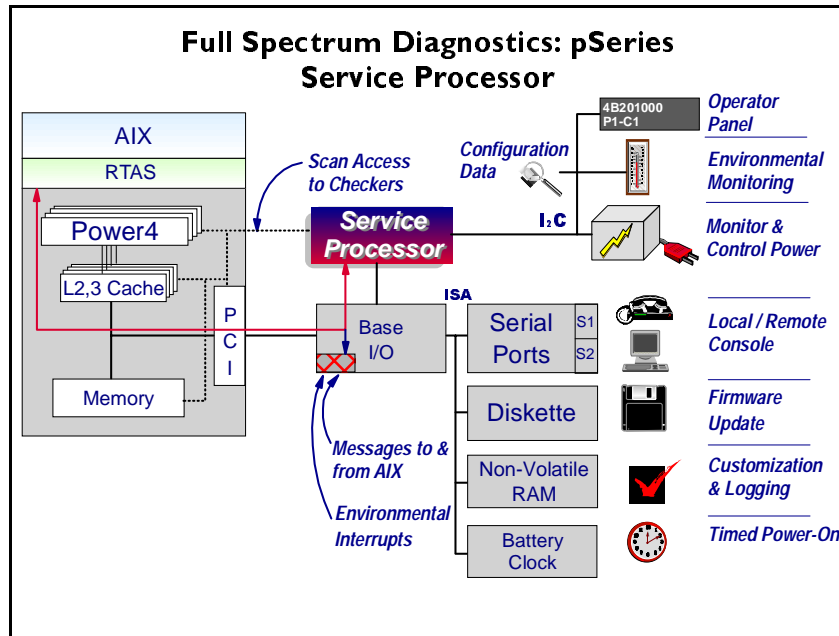 Full Spectrum Diagnostics: pSeries
Service Processor
AIX
RTAS
Power4
L2,3 Cache
Memory
P
C
I
Scan Access
to Checkers
Service
Processor
Base
I/O
Messages to &
from AIX
Environmental
Interrupts
Configuration
Data
I₂C
ISA
4B201000
P1-C1
Operator
Panel
Environmental
Monitoring
Monitor &
Control Power
Serial
Ports
S1
S2
Local / Remote
Console
Diskette
Firmware
Update
Non-Volatile
RAM
Customization
& Logging
Battery
Clock
Timed Power-On